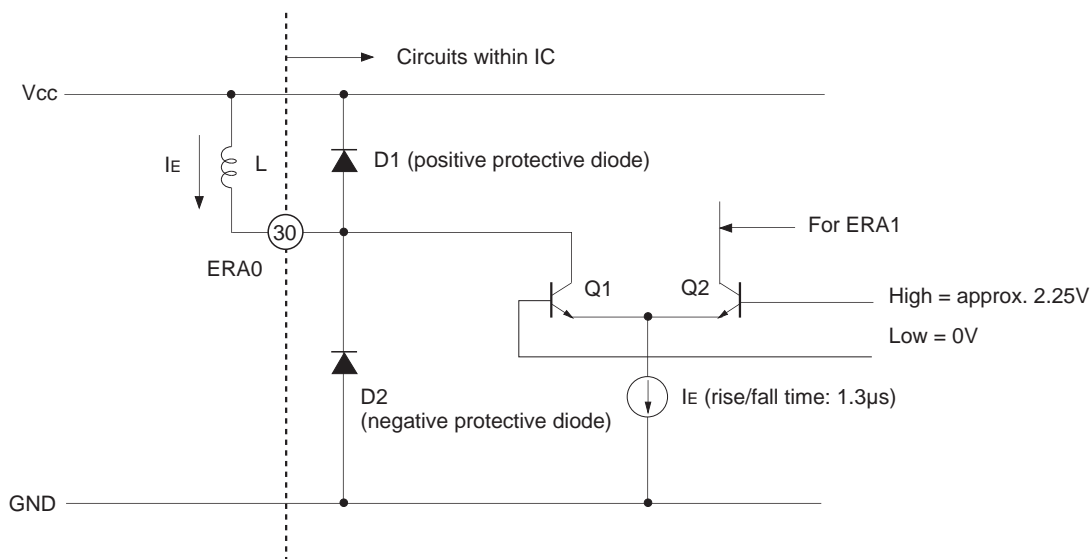 Circuits within IC
Vcc
IE
L
D1 (positive protective diode)
30
ERA0
For ERA1
Q1
Q2
High = approx. 2.25V
Low = 0V
D2
(negative protective diode)
IE (rise/fall time: 1.3μs)
GND